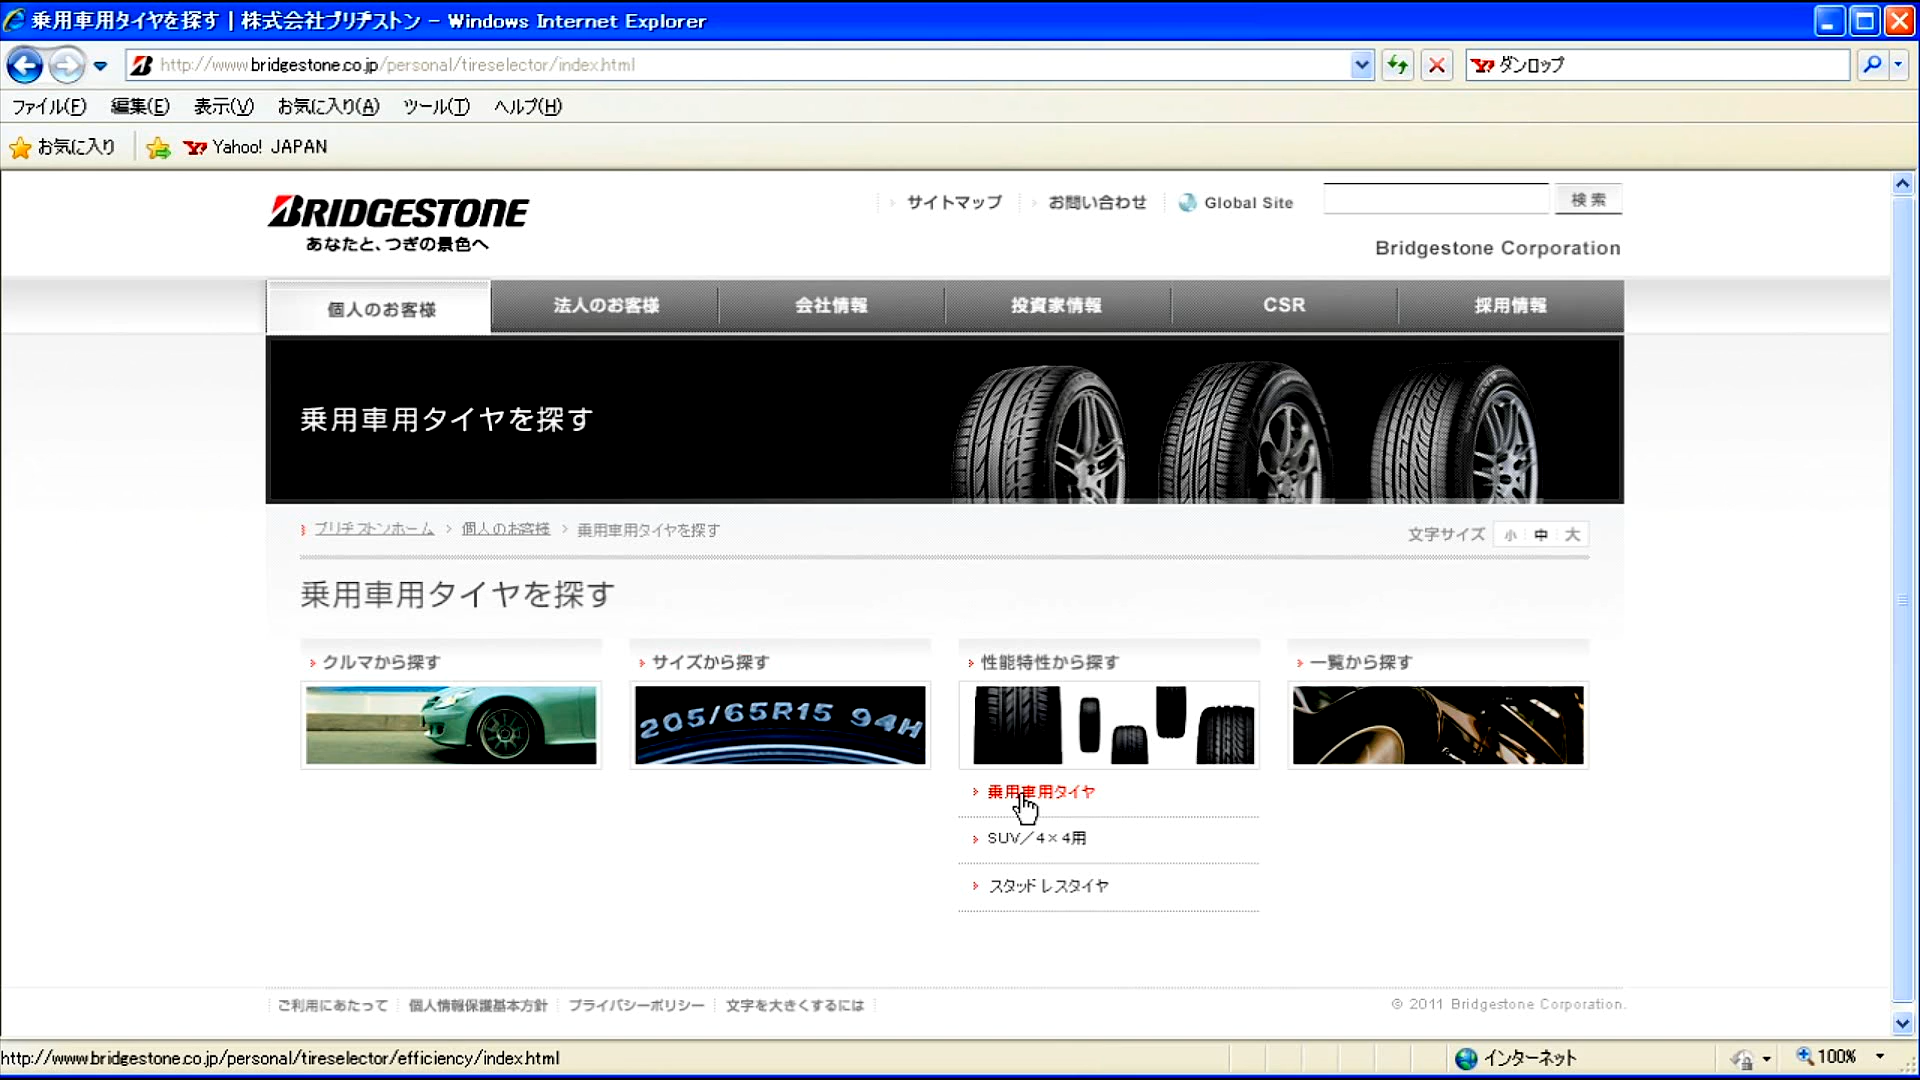 乗用車用タイヤを探す | 株式会社ブリヂストン - Windows Internet Explorer
http://www.bridgestone.co.jp/personal/tireselector/index.html
ダンロップ
ファイル(F) 編集(E) 表示(V) お気に入り(A) ツール(T) ヘルプ(H)
お気に入り Yahoo! JAPAN
BRIDGESTONE
あなたと、つぎの景色へ
サイトマップ お問い合わせ Global Site 検索
Bridgestone Corporation
個人のお客様 法人のお客様 会社情報 投資家情報 CSR 採用情報
乗用車用タイヤを探す
ブリヂストンホーム > 個人のお客様 > 乗用車用タイヤを探す
文字サイズ 小 中 大
乗用車用タイヤを探す
クルマから探す サイズから探す 性能特性から探す 一覧から探す
205/65R15 94H
乗用車用タイヤ
SUV/4×4用
スタッドレスタイヤ
ご利用にあたって 個人情報保護基本方針 プライバシーポリシー 文字を大きくするには
© 2011 Bridgestone Corporation.
http://www.bridgestone.co.jp/personal/tireselector/efficiency/index.html
インターネット
100%